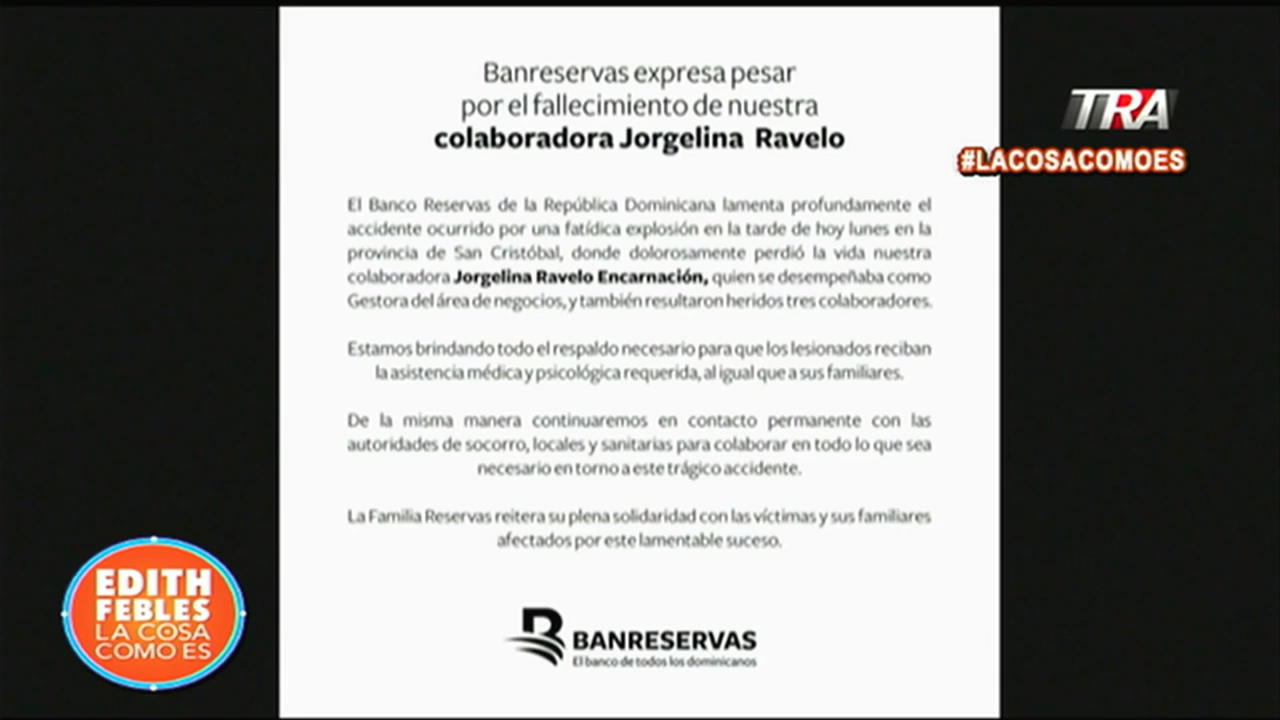 Banreservas expresa pesar
por el fallecimiento de nuestra
colaboradora Jorgelina Ravelo
TRA
#LACOSACOMOES
El Banco Reservas de la República Dominicana lamenta profundamente el
accidente ocurrido por una fatídica explosión en la tarde de hoy lunes en la
provincia de San Cristóbal, donde dolorosamente perdió la vida nuestra
colaboradora Jorgelina Ravelo Encarnación, quien se desempeñaba como
Gestora del área de negocios, y también resultaron heridos tres colaboradores.
Estamos brindando todo el respaldo necesario para que los lesionados reciban
la asistencia médica y psicológica requerida, al igual que a sus familiares.
De la misma manera continuaremos en contacto permanente con las
autoridades de socorro, locales y sanitarias para colaborar en todo lo que sea
necesario en torno a este trágico accidente.
La Familia Reservas reitera su plena solidaridad con las víctimas y sus familiares
afectados por este lamentable suceso.
EDITH
FEBLES
LA COSA
COMO ES
BANRESERVAS
El banco de todos los dominicanos